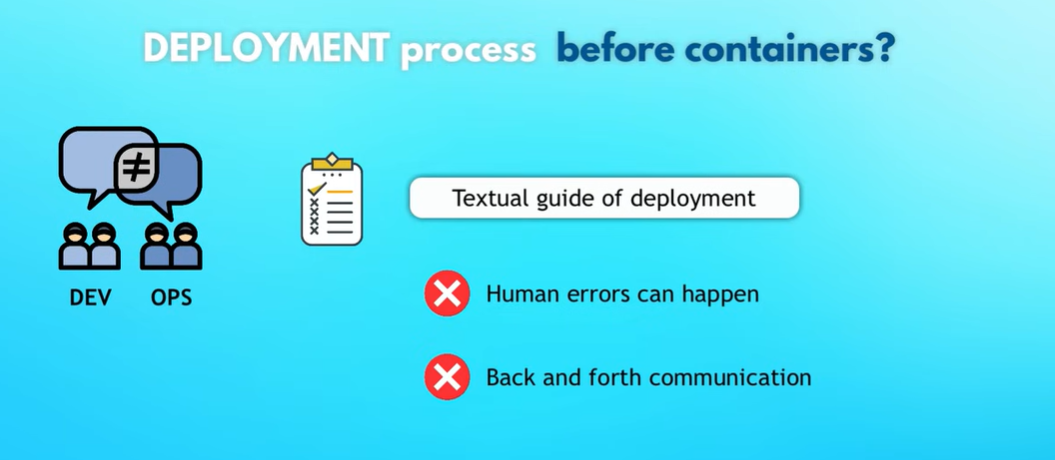 DEPLOYMENT process before containers?
≠
Textual guide of deployment
Human errors can happen
Back and forth communication
DEV OPS